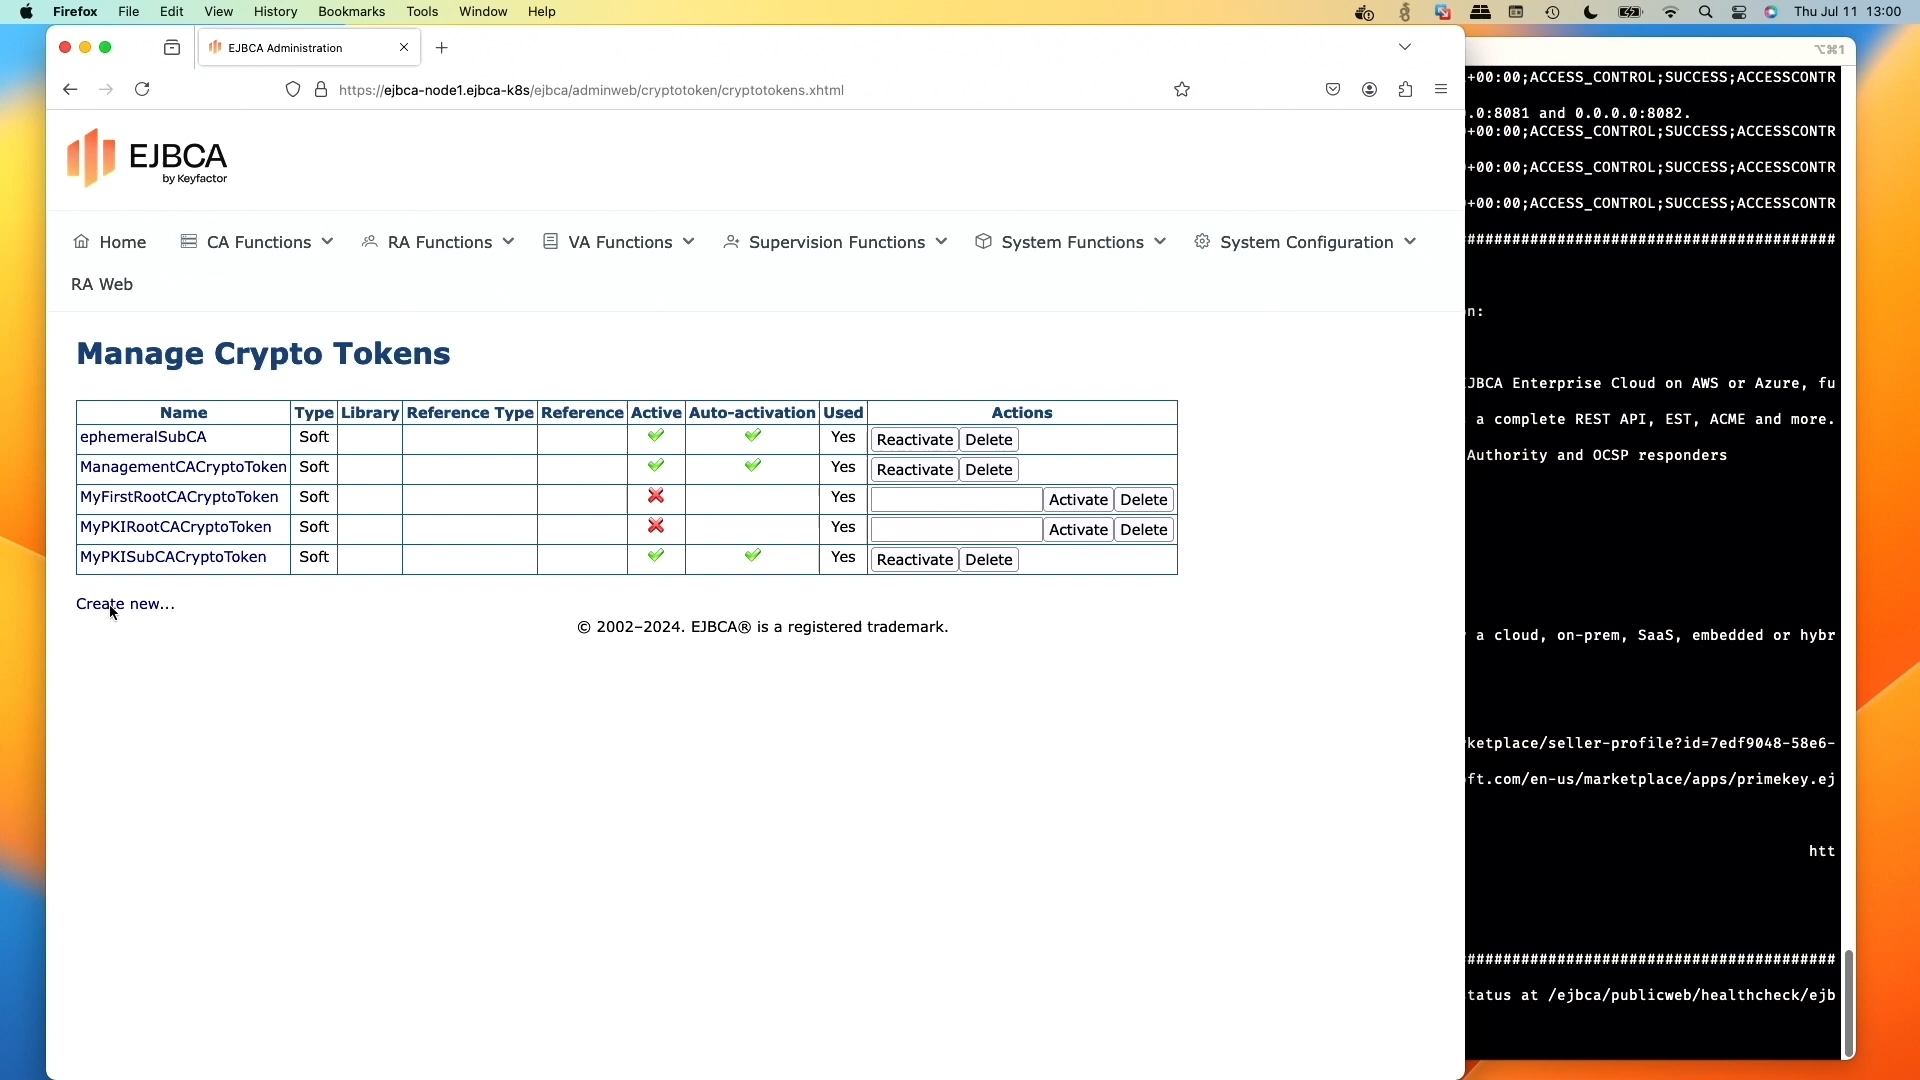 Firefox File Edit View History Bookmarks Tools Window Help Thu Jul 11 13:00
EJBCA Administration
⌥⌘1
https://ejbca-node1.ejbca-k8s/ejbca/adminweb/cryptotoken/cryptotokens.xhtml
EJBCA
by Keyfactor
Home CA Functions RA Functions VA Functions Supervision Functions System Functions System Configuration
RA Web
Manage Crypto Tokens
Name Type Library Reference Type Reference Active Auto-activation Used Actions
ephemeralSubCA Soft Yes Reactivate Delete
ManagementCACryptoToken Soft Yes Reactivate Delete
MyFirstRootCACryptoToken Soft Yes Activate Delete
MyPKIRootCACryptoToken Soft Yes Activate Delete
MyPKISubCACryptoToken Soft Yes Reactivate Delete
Create new...
© 2002–2024. EJBCA® is a registered trademark.
+00:00;ACCESS_CONTROL;SUCCESS;ACCESSCONTR
.0:8081 and 0.0.0.0:8082.
+00:00;ACCESS_CONTROL;SUCCESS;ACCESSCONTR
+00:00;ACCESS_CONTROL;SUCCESS;ACCESSCONTR
+00:00;ACCESS_CONTROL;SUCCESS;ACCESSCONTR
#########################################
n:
JBCA Enterprise Cloud on AWS or Azure, fu
a complete REST API, EST, ACME and more.
Authority and OCSP responders
a cloud, on-prem, SaaS, embedded or hybr
ketplace/seller-profile?id=7edf9048-58e6-
ft.com/en-us/marketplace/apps/primekey.ej
htt
#########################################
tatus at /ejbca/publicweb/healthcheck/ejb